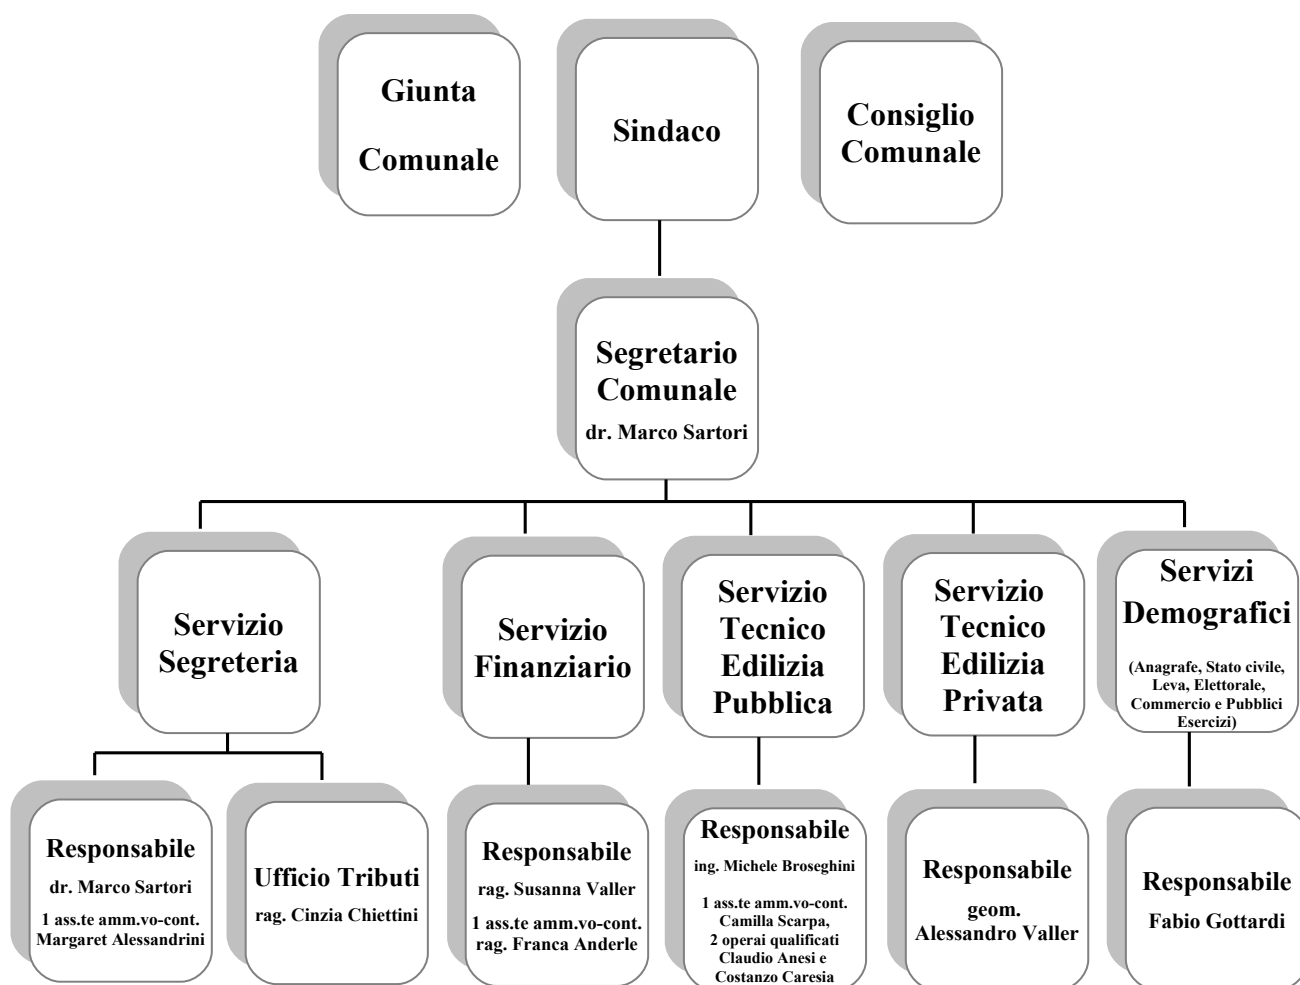 Giunta
Comunale
Sindaco
Consiglio
Comunale
Segretario
Comunale
dr. Marco Sartori
Servizio
Segreteria
Servizio
Finanziario
Servizio
Tecnico
Edilizia
Pubblica
Servizio
Tecnico
Edilizia
Privata
Servizi
Demografici
(Anagrafe, Stato civile,
Leva, Elettorale,
Commercio e Pubblici
Esercizi)
Responsabile
dr. Marco Sartori
1 ass.te amm.vo-cont.
Margaret Alessandrini
Ufficio Tributi
rag. Cinzia Chiettini
Responsabile
rag. Susanna Valler
1 ass.te amm.vo-cont.
rag. Franca Anderle
Responsabile
ing. Michele Broseghini
1 ass.te amm.vo-cont.
Camilla Scarpa,
2 operai qualificati
Claudio Anesi e
Costanzo Caresia
Responsabile
geom.
Alessandro Valler
Responsabile
Fabio Gottardi